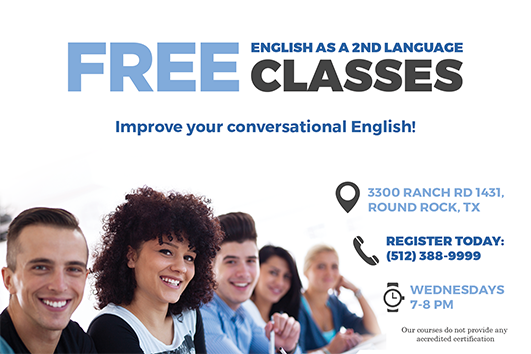 FREE ENGLISH AS A 2ND LANGUAGE
CLASSES
Improve your conversational English!
3300 RANCH RD 1431,
ROUND ROCK, TX
REGISTER TODAY:
(512) 388-9999
WEDNESDAYS
7-8 PM
Our courses do not provide any
accredited certification